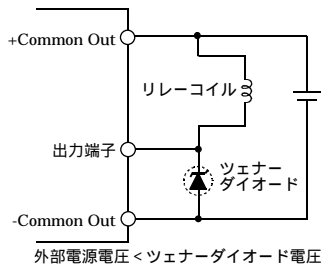 +Common Out
リレーコイル
出力端子
ツェナー
ダイオード
-Common Out
外部電源電圧 < ツェナーダイオード電圧